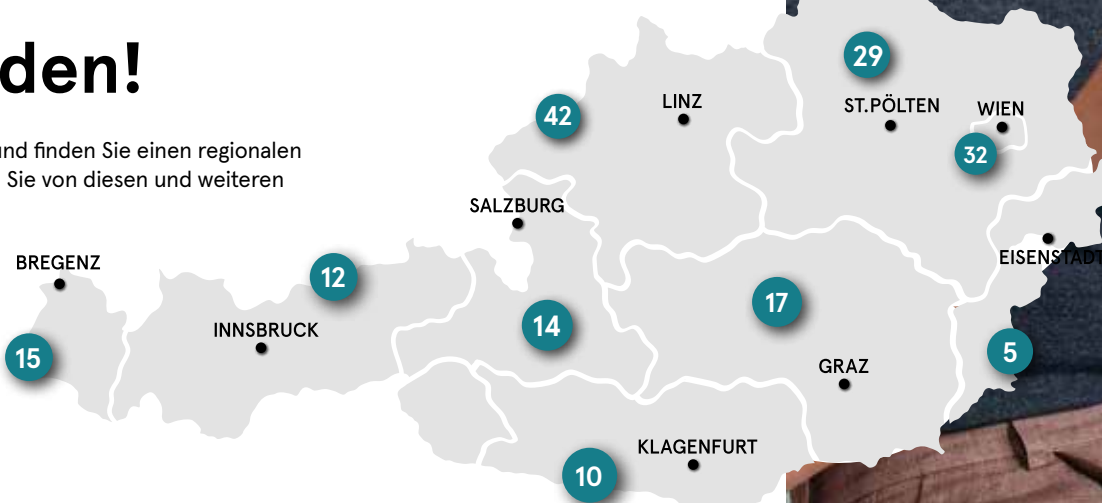 den!
und finden Sie einen regionalen
Sie von diesen und weiteren
29
LINZ
ST.PÖLTEN
WIEN
42
32
SALZBURG
BREGENZ
12
EISENSTADT
INNSBRUCK
17
14
15
5
GRAZ
KLAGENFURT
10